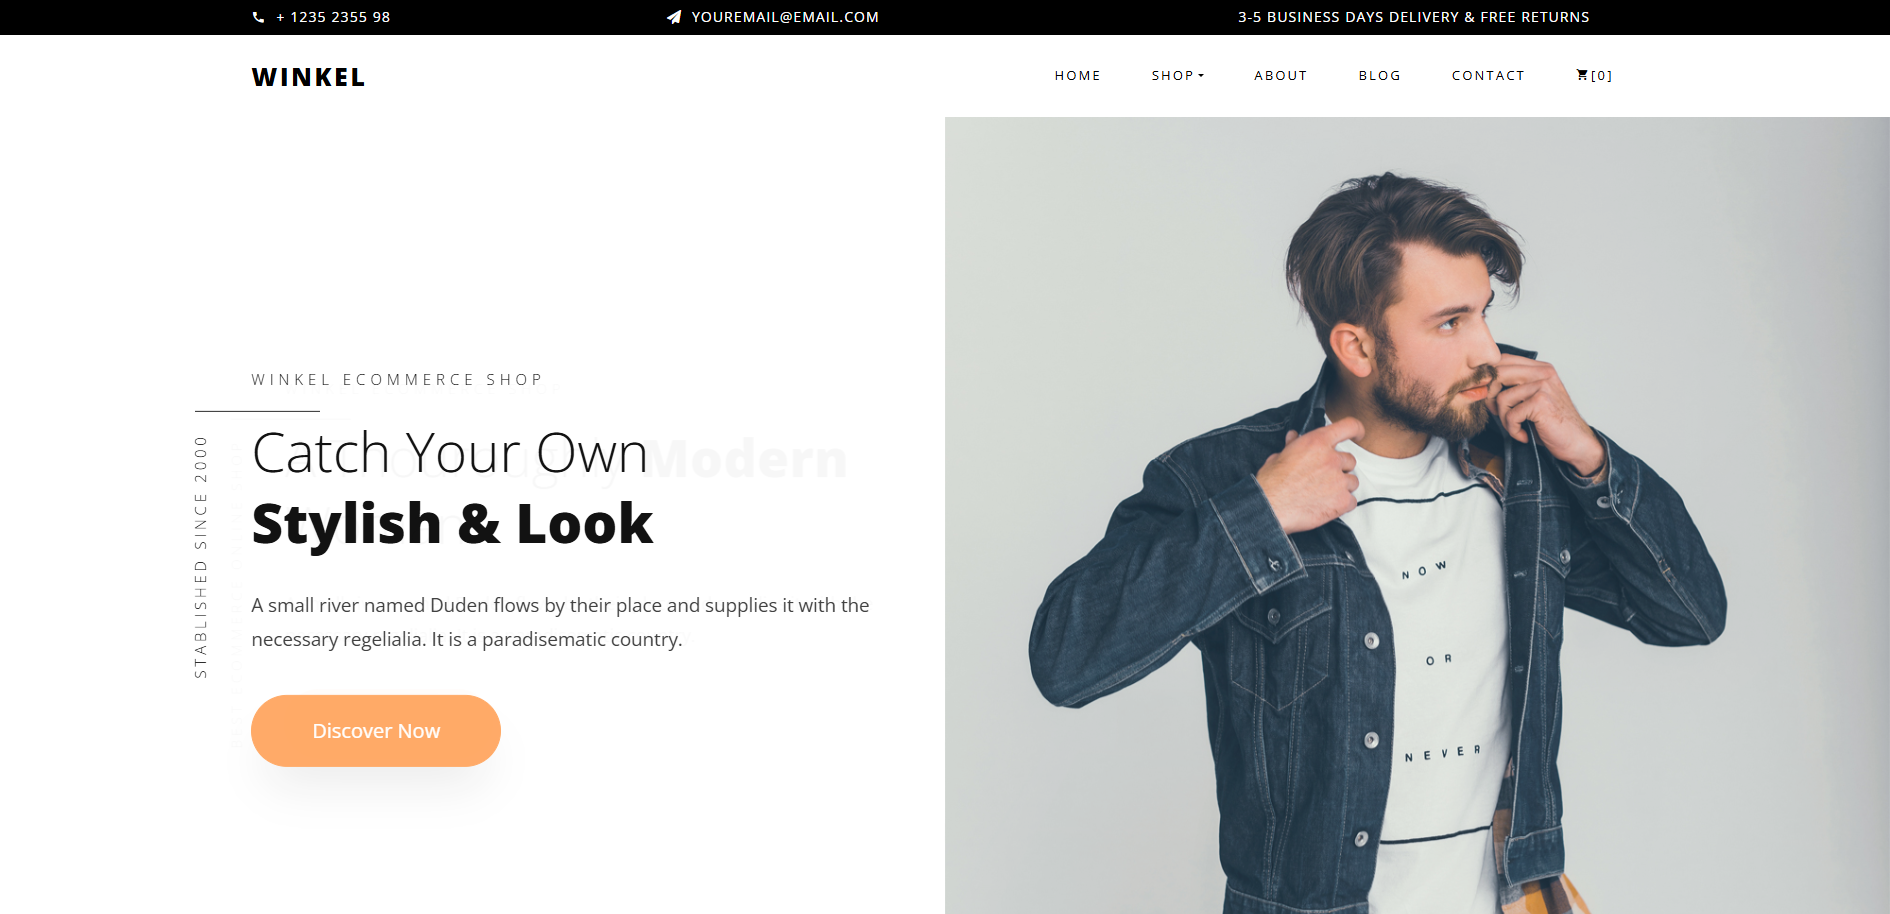 + 1235 2355 98
YOUREMAIL@EMAIL.COM
3-5 BUSINESS DAYS DELIVERY & FREE RETURNS
WINKEL
HOME
SHOP
ABOUT
BLOG
CONTACT
[0]
WINKEL ECOMMERCE SHOP
STABLISHED SINCE 2000
Catch Your Own
Modern
Stylish & Look
A small river named Duden flows by their place and supplies it with the
necessary regelialia. It is a paradisematic country.
Discover Now
NOW
OR
NEVER